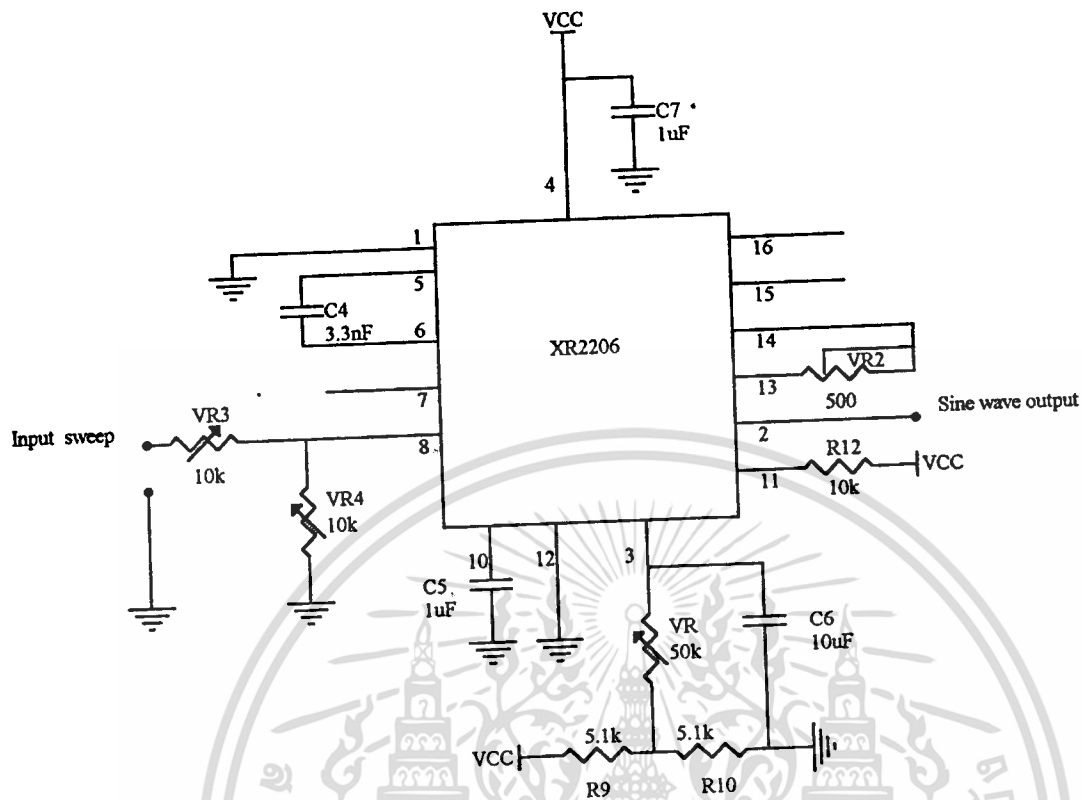 VCC
C7
1uF
4
1
16
5
15
C4
3.3nF
6
14
XR2206
VR2
13
500
7
Sine wave output
2
VR3
Input sweep
8
10k
R12
VCC
11
10k
VR4
10k
10
12
3
C5
1uF
VR
50k
C6
10uF
VCC
5.1k
5.1k
R9
R10